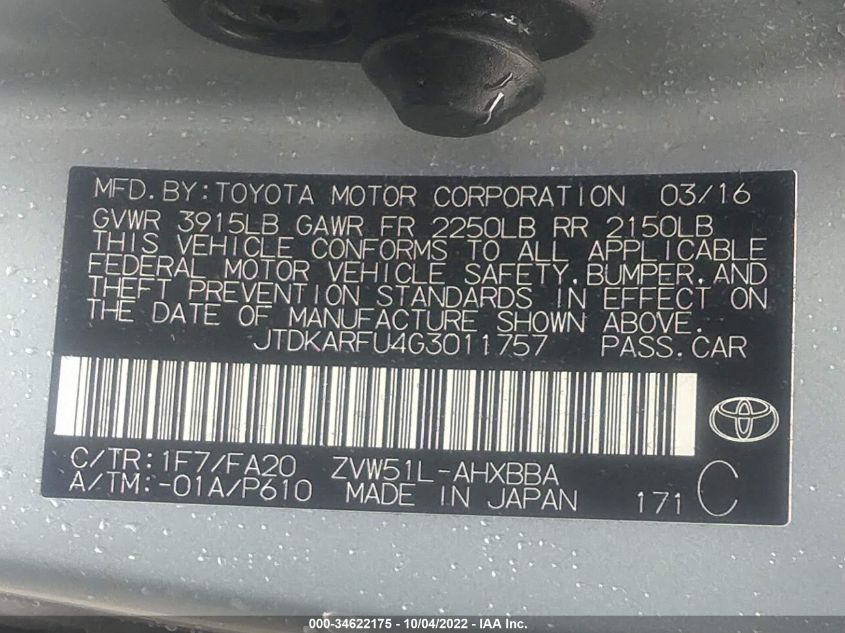 MFD. BY: TOYOTA MOTOR CORPORATION 03/16
GVWR 3915LB GAWR FR 2250LB RR 2150LB
THIS VEHICLE CONFORMS TO ALL APPLICABLE
FEDERAL MOTOR VEHICLE SAFETY, BUMPER, AND
THEFT PREVENTION STANDARDS IN EFFECT ON
THE DATE OF MANUFACTURE SHOWN ABOVE.
JTDKARFU4G3011757 PASS. CAR
C/TR: 1F7/FA20 ZVW51L-AHXBBA
A/TM: -01A/P610 MADE IN JAPAN 171 C
000-34622175 - 10/04/2022 - IAA Inc.